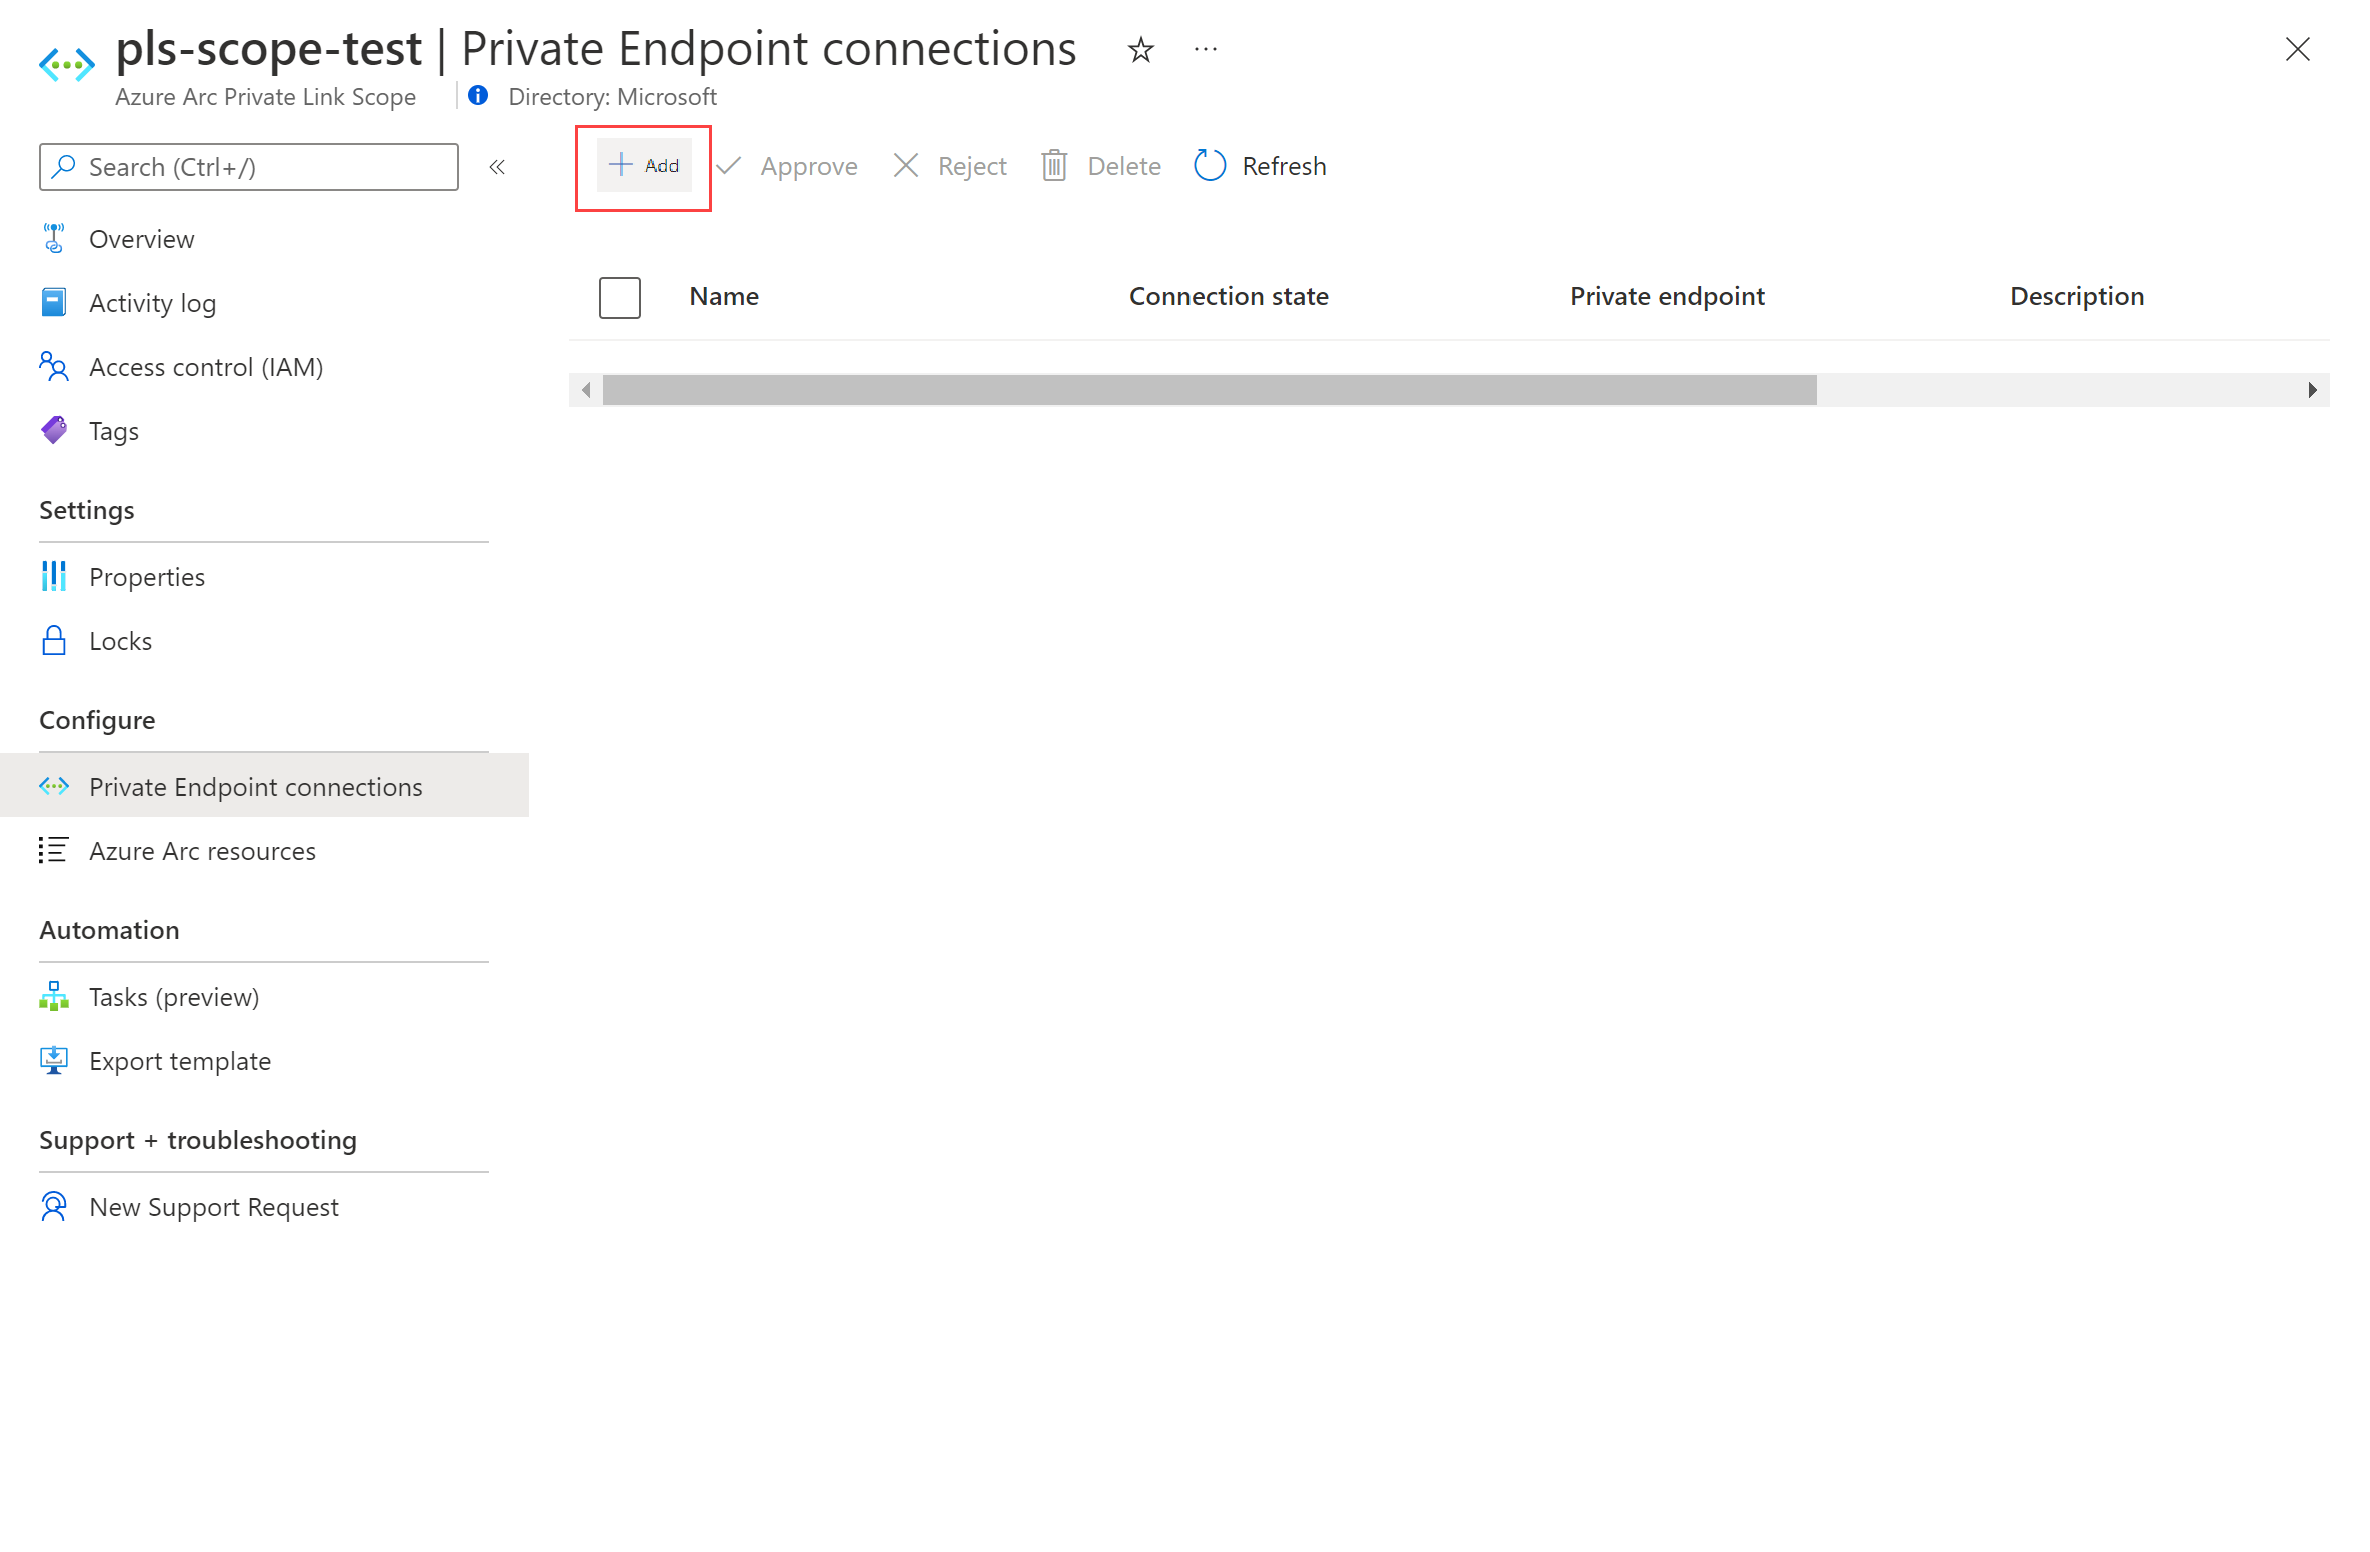 pls-scope-test | Private Endpoint connections
Azure Arc Private Link Scope
Directory: Microsoft
Search (Ctrl+/)
Add
Approve
Reject
Delete
Refresh
Overview
Activity log
Access control (IAM)
Tags
Settings
Properties
Locks
Configure
Private Endpoint connections
Azure Arc resources
Automation
Tasks (preview)
Export template
Support + troubleshooting
New Support Request
Name
Connection state
Private endpoint
Description